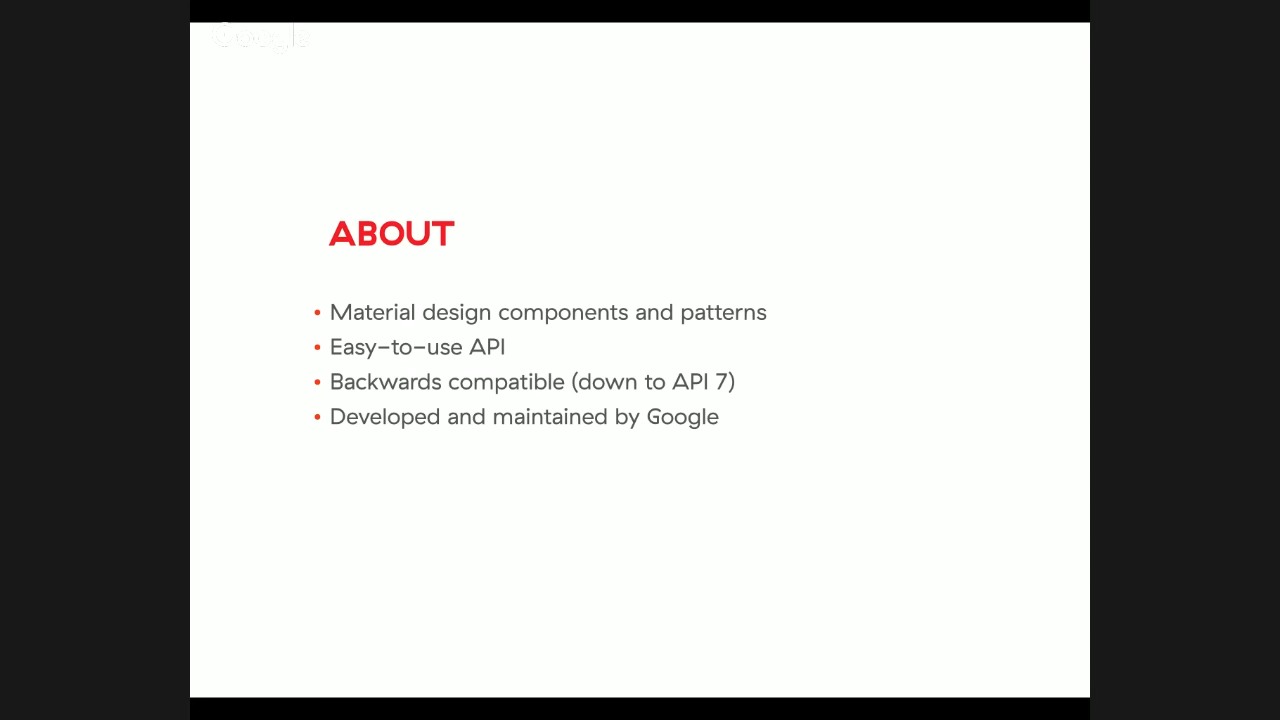 Google
ABOUT
• Material design components and patterns
• Easy-to-use API
• Backwards compatible (down to API 7)
• Developed and maintained by Google